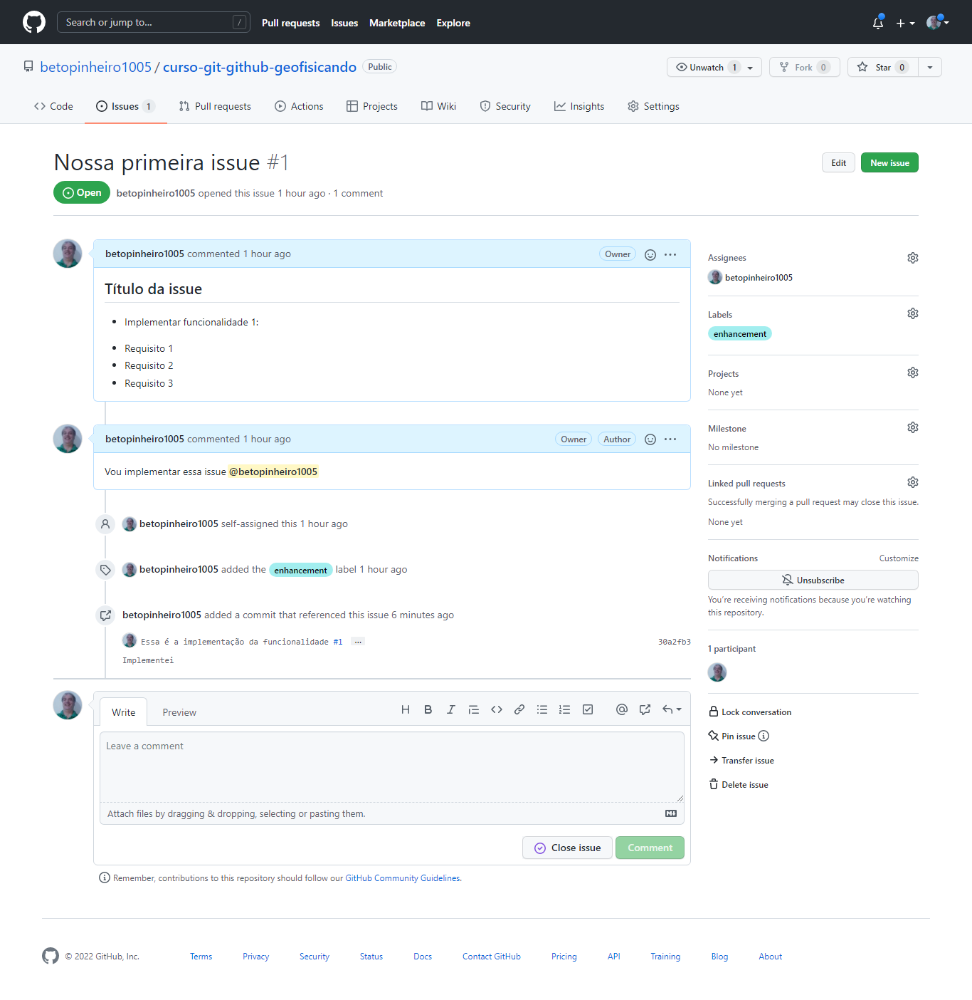 Search or jump to... /
Pull requests Issues Marketplace Explore
betopinheiro1005 / curso-git-github-geofisicando Public
Unwatch 1 Fork 0 Star 0
Code Issues 1 Pull requests Actions Projects Wiki Security Insights Settings
Nossa primeira issue #1
Edit New issue
Open betopinheiro1005 opened this issue 1 hour ago · 1 comment
betopinheiro1005 commented 1 hour ago Owner
Título da issue
Implementar funcionalidade 1:
Requisito 1
Requisito 2
Requisito 3
betopinheiro1005 commented 1 hour ago Owner Author
Vou implementar essa issue @betopinheiro1005
betopinheiro1005 self-assigned this 1 hour ago
betopinheiro1005 added the enhancement label 1 hour ago
betopinheiro1005 added a commit that referenced this issue 6 minutes ago
Essa é a implementação da funcionalidade #1 ... 30a2fb3
Implementei
Write Preview
H B I
Leave a comment
Attach files by dragging & dropping, selecting or pasting them.
Close issue Comment
Remember, contributions to this repository should follow our GitHub Community Guidelines.
Assignees
betopinheiro1005
Labels
enhancement
Projects
None yet
Milestone
No milestone
Linked pull requests
Successfully merging a pull request may close this issue.
None yet
Notifications Customize
Unsubscribe
You're receiving notifications because you're watching
this repository.
1 participant
Lock conversation
Pin issue
Transfer issue
Delete issue
© 2022 GitHub, Inc. Terms Privacy Security Status Docs Contact GitHub Pricing API Training Blog About